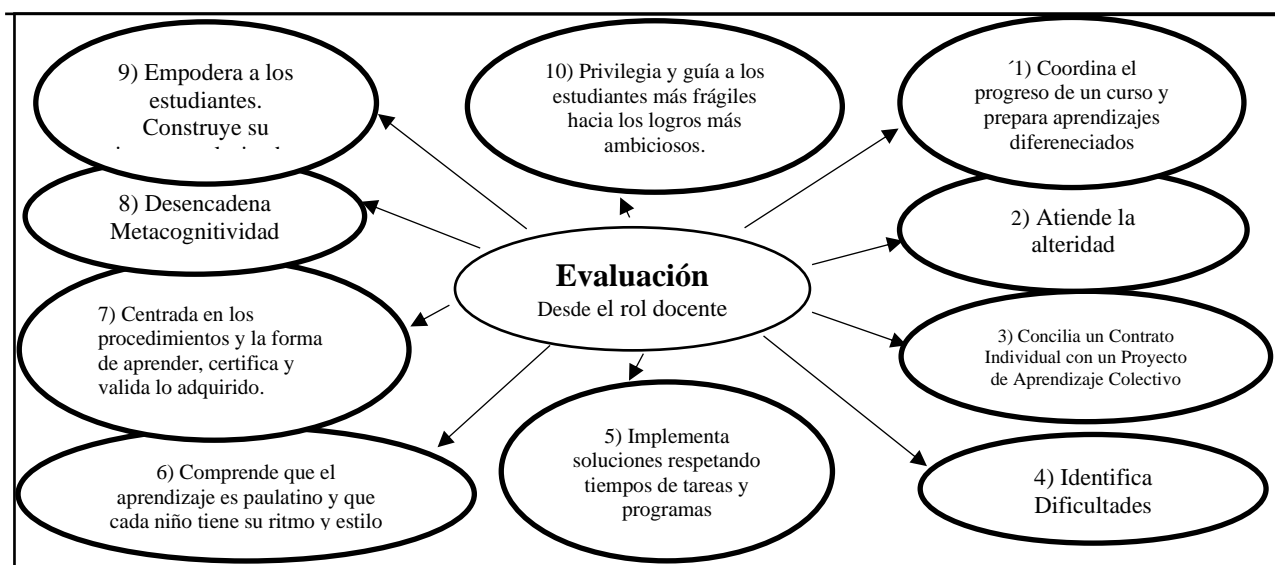 Evaluación
Desde el rol docente
´1) Coordina el
progreso de un curso y
prepara aprendizajes
difereneciados
2) Atiende la
alteridad
3) Concilia un Contrato
Individual con un Proyecto
de Aprendizaje Colectivo
4) Identifica
Dificultades
5) Implementa
soluciones respetando
tiempos de tareas y
programas
6) Comprende que el
aprendizaje es paulatino y que
cada niño tiene su ritmo y estilo
7) Centrada en los
procedimientos y la forma
de aprender, certifica y
valida lo adquirido.
8) Desencadena
Metacognitividad
9) Empodera a los
estudiantes.
Construye su
10) Privilegia y guía a los
estudiantes más frágiles
hacia los logros más
ambiciosos.